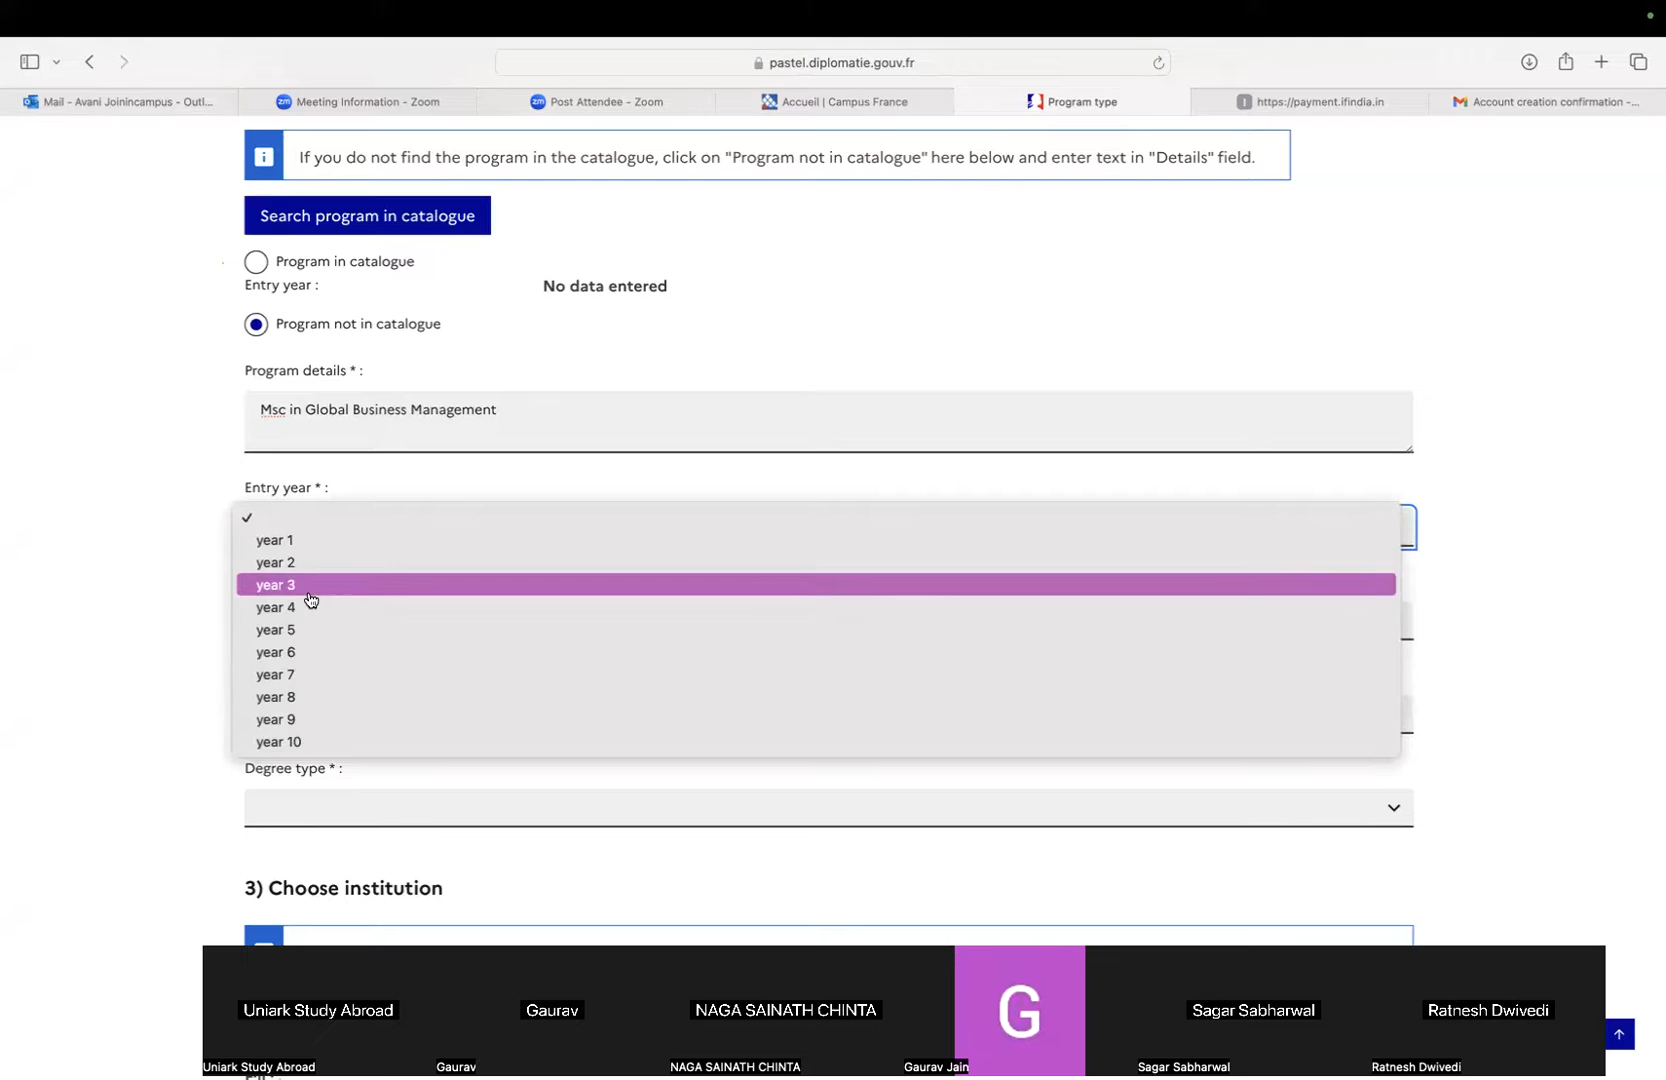 pastel.diplomatie.gouv.fr
Mail - Avani Joinincampus - Outl...
Meeting Information - Zoom
Post Attendee - Zoom
Accueil | Campus France
Program type
https://payment.ifindia.in
Account creation confirmation -...
If you do not find the program in the catalogue, click on "Program not in catalogue" here below and enter text in "Details" field.
Search program in catalogue
Program in catalogue
Entry year :
No data entered
Program not in catalogue
Program details * :
Msc in Global Business Management
Entry year * :
year 1
year 2
year 3
year 4
year 5
year 6
year 7
year 8
year 9
year 10
Degree type * :
3) Choose institution
Uniark Study Abroad
Gaurav
NAGA SAINATH CHINTA
G
Sagar Sabharwal
Ratnesh Dwivedi
Uniark Study Abroad
Gaurav
NAGA SAINATH CHINTA
Gaurav Jain
Sagar Sabharwal
Ratnesh Dwivedi